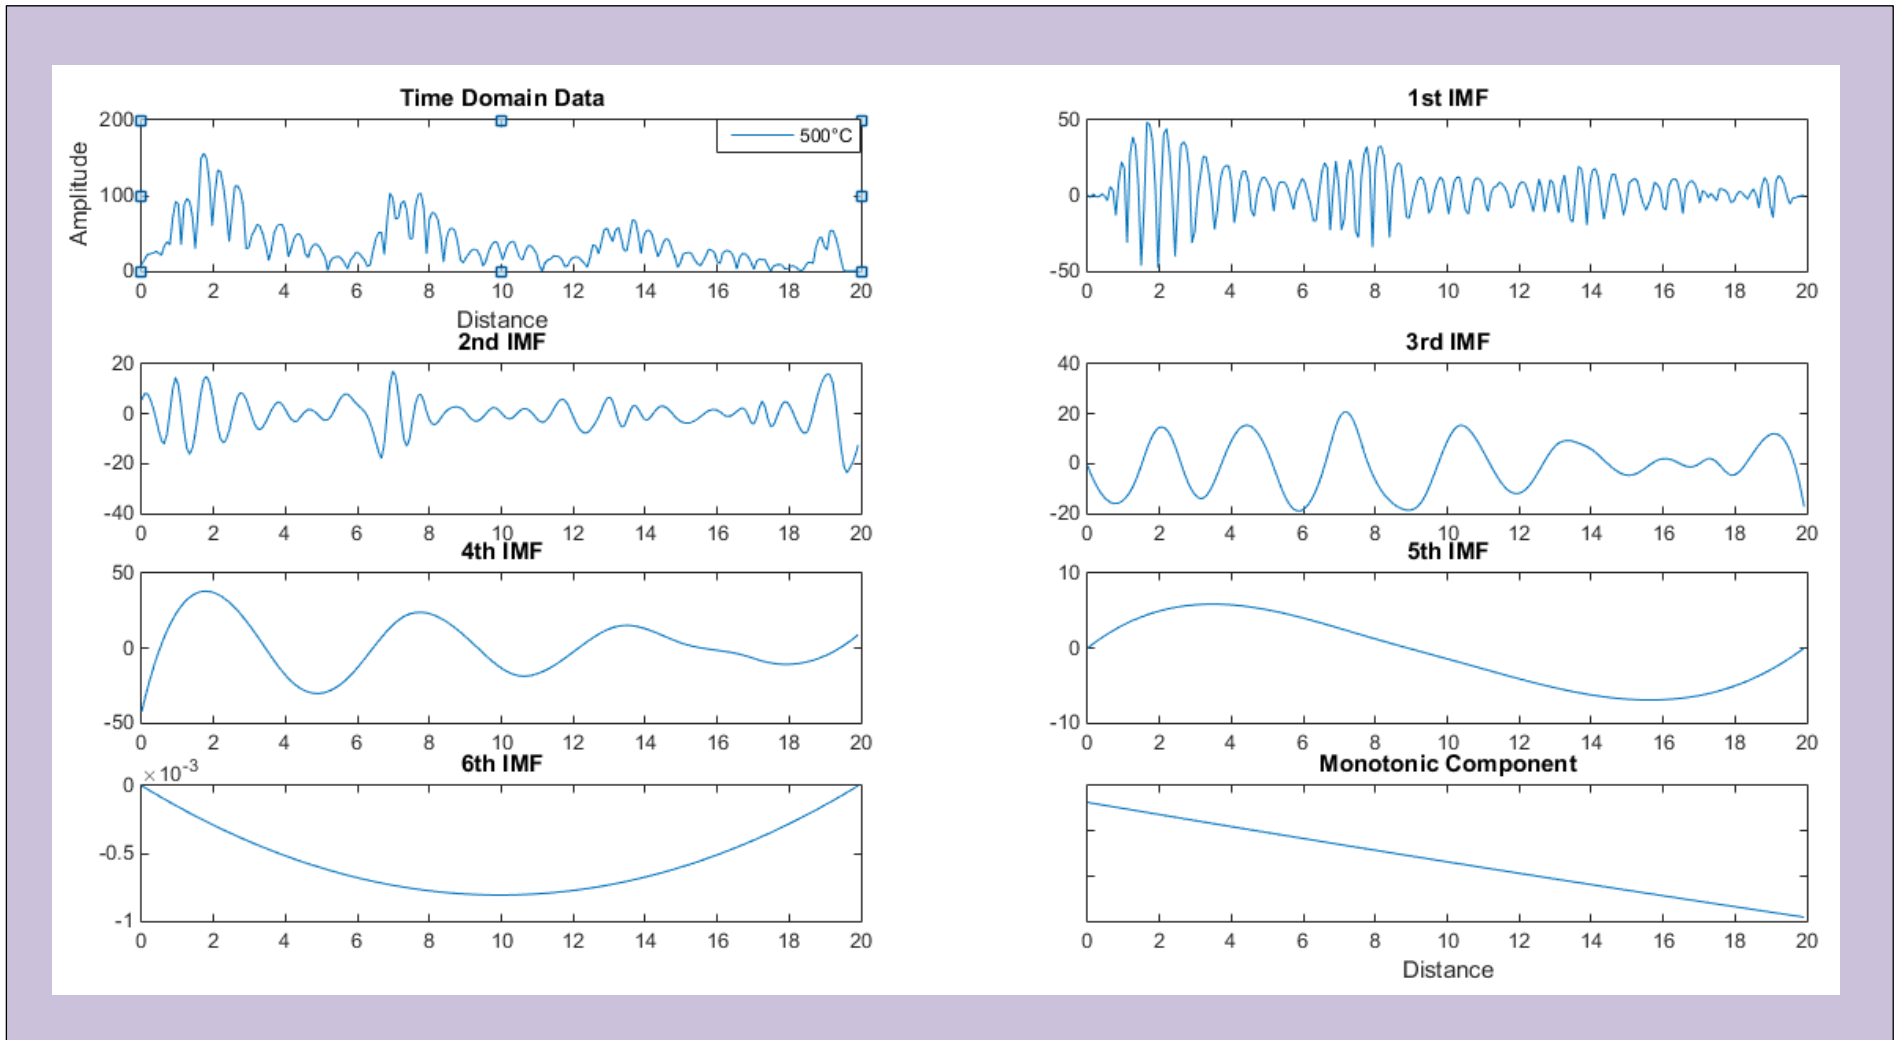 Time Domain Data
200
100
0
Amplitude
500°C
0 2 4 6 8 10 12 14 16 18 20
Distance
1st IMF
50
0
-50
0 2 4 6 8 10 12 14 16 18 20
2nd IMF
20
0
-20
-40
0 2 4 6 8 10 12 14 16 18 20
3rd IMF
40
20
0
-20
0 2 4 6 8 10 12 14 16 18 20
4th IMF
50
0
-50
0 2 4 6 8 10 12 14 16 18 20
5th IMF
10
0
-10
0 2 4 6 8 10 12 14 16 18 20
6th IMF
×10⁻³
0
-0.5
-1
0 2 4 6 8 10 12 14 16 18 20
Monotonic Component
0 2 4 6 8 10 12 14 16 18 20
Distance